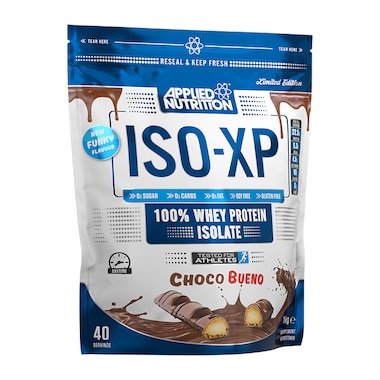 TEAR HERE
TEAR HERE
RESEAL & KEEP FRESH
Limited Edition
APPLIED
NUTRITION
NEW
FUNKY
FLAVOUR
ISO-XP
0g SUGAR 0g CARBS 0g FAT SOY FREE GLUTEN FREE
100% WHEY PROTEIN
ISOLATE
TESTED FOR
ATHLETES
ANYTIME
CHOCO BUENO
40
SERVINGS
1kg